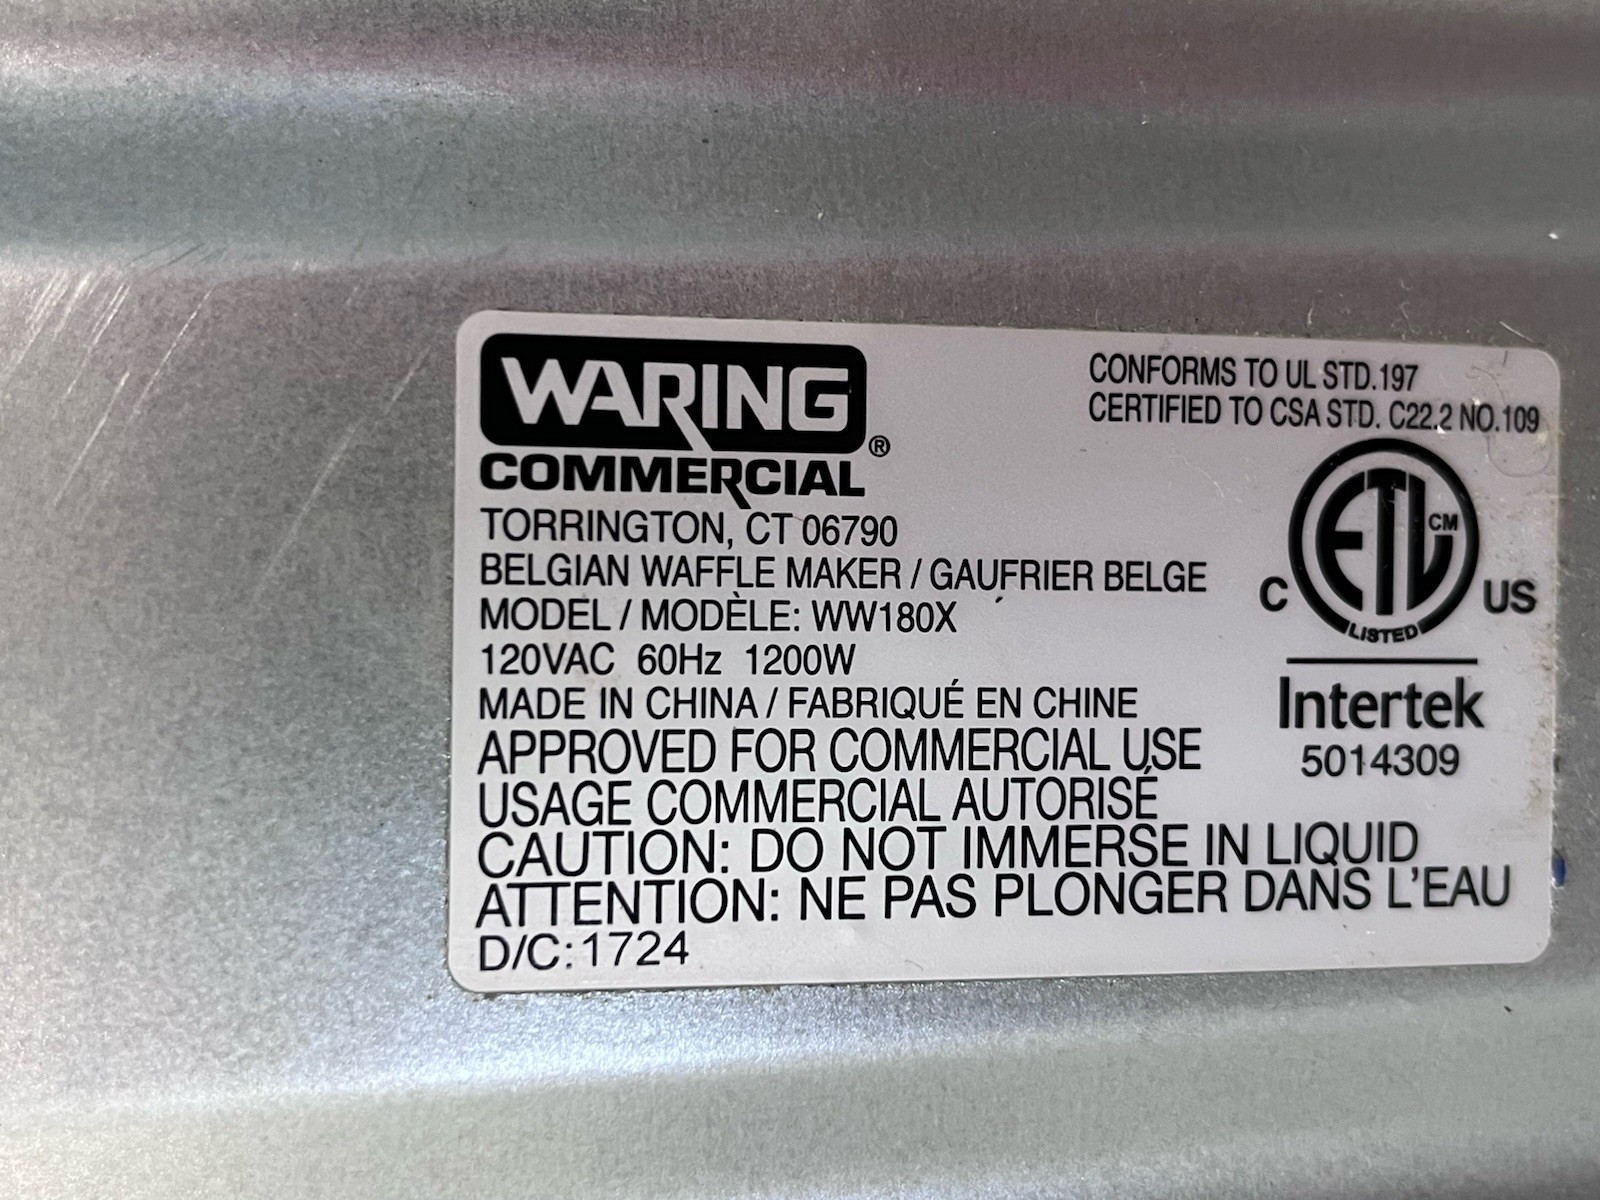 WARING®
COMMERCIAL
TORRINGTON, CT 06790
BELGIAN WAFFLE MAKER / GAUFRIER BELGE
MODEL / MODÈLE: WW180X
120VAC 60Hz 1200W
MADE IN CHINA / FABRIQUÉ EN CHINE
APPROVED FOR COMMERCIAL USE
USAGE COMMERCIAL AUTORISÉ
CAUTION: DO NOT IMMERSE IN LIQUID
ATTENTION: NE PAS PLONGER DANS L'EAU
D/C:1724
CONFORMS TO UL STD.197
CERTIFIED TO CSA STD. C22.2 NO.109
ETL CM
C US
LISTED
Intertek
5014309